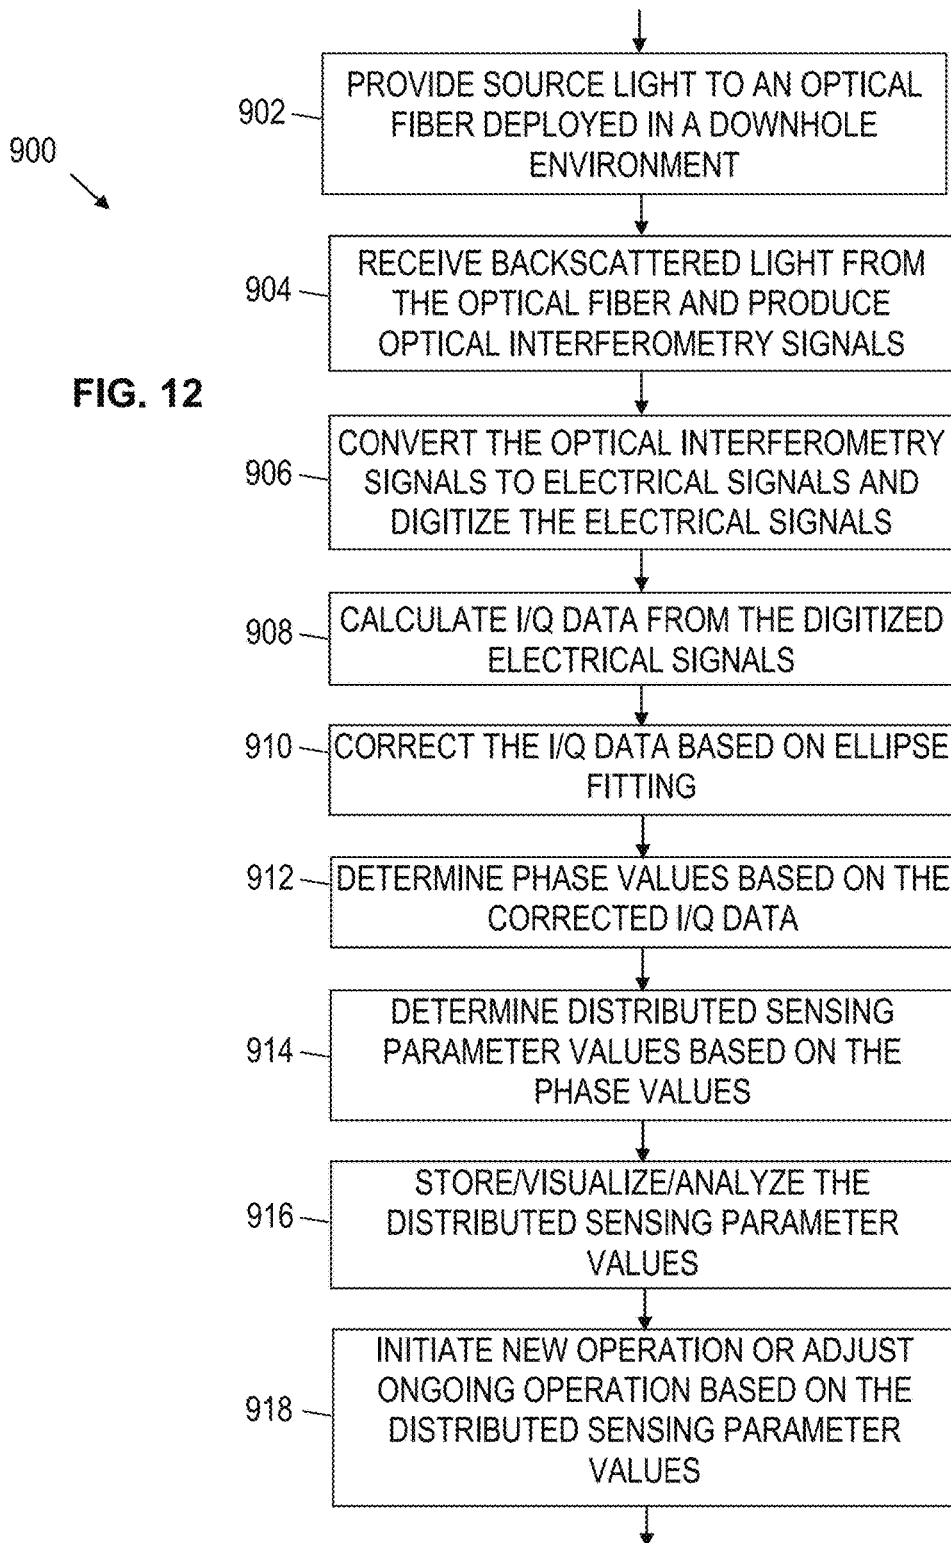 902
PROVIDE SOURCE LIGHT TO AN OPTICAL
FIBER DEPLOYED IN A DOWNHOLE
ENVIRONMENT
900
904
RECEIVE BACKSCATTERED LIGHT FROM
THE OPTICAL FIBER AND PRODUCE
OPTICAL INTERFEROMETRY SIGNALS
FIG. 12
906
CONVERT THE OPTICAL INTERFEROMETRY
SIGNALS TO ELECTRICAL SIGNALS AND
DIGITIZE THE ELECTRICAL SIGNALS
908
CALCULATE I/Q DATA FROM THE DIGITIZED
ELECTRICAL SIGNALS
910
CORRECT THE I/Q DATA BASED ON ELLIPSE
FITTING
912
DETERMINE PHASE VALUES BASED ON THE
CORRECTED I/Q DATA
914
DETERMINE DISTRIBUTED SENSING
PARAMETER VALUES BASED ON THE
PHASE VALUES
916
STORE/VISUALIZE/ANALYZE THE
DISTRIBUTED SENSING PARAMETER
VALUES
918
INITIATE NEW OPERATION OR ADJUST
ONGOING OPERATION BASED ON THE
DISTRIBUTED SENSING PARAMETER
VALUES